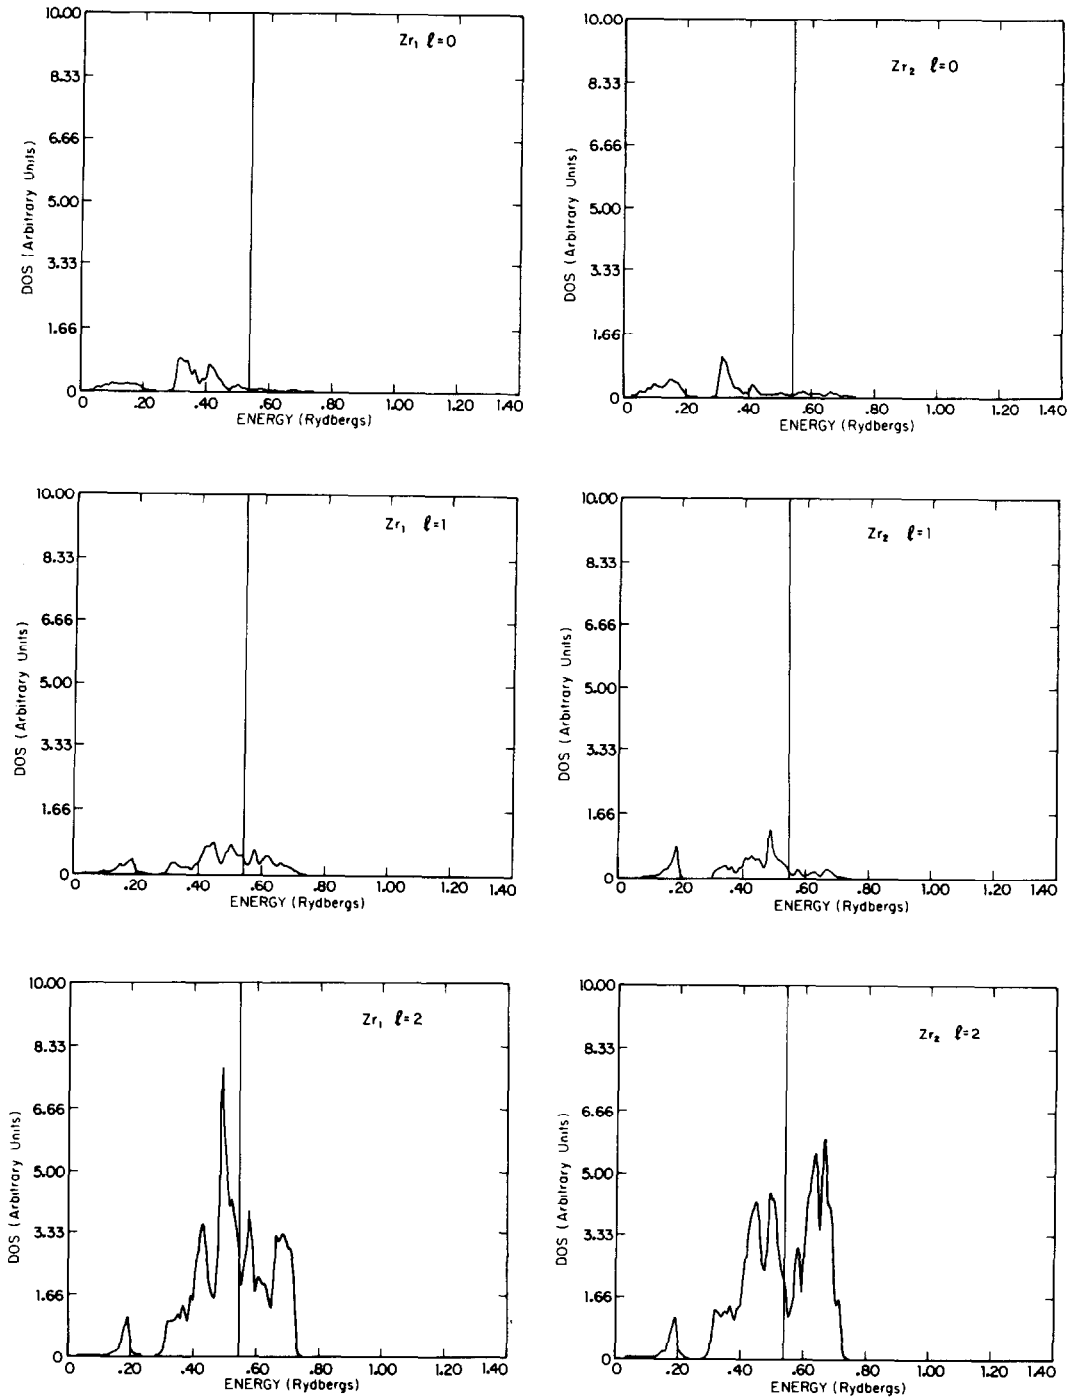 10.00
8.33
6.66
5.00
3.33
1.66
0
DOS (Arbitrary Units)
Zr₁ ℓ=0
.20 .40 .60 .80 1.00 1.20 1.40
ENERGY (Rydbergs)
10.00
8.33
6.66
5.00
3.33
1.66
0
DOS (Arbitrary Units)
Zr₂ ℓ=0
0 .20 .40 .60 .80 1.00 1.20 1.40
ENERGY (Rydbergs)
10.00
8.33
6.66
5.00
3.33
1.66
0
DOS (Arbitrary Units)
Zr₁ ℓ=1
0 .20 .40 .60 .80 1.00 1.20 1.40
ENERGY (Rydbergs)
10.00
8.33
6.66
5.00
3.33
1.66
0
DOS (Arbitrary Units)
Zr₂ ℓ=1
0 .20 .40 .60 .80 1.00 1.20 1.40
ENERGY (Rydbergs)
10.00
8.33
6.66
5.00
3.33
1.66
0
DOS (Arbitrary Units)
Zr₁ ℓ=2
0 .20 .40 .60 .80 1.00 1.20 1.40
ENERGY (Rydbergs)
10.00
8.33
6.66
5.00
3.33
1.66
0
DOS (Arbitrary Units)
Zr₂ ℓ=2
0 .20 .40 .60 .80 1.00 1.20 1.40
ENERGY (Rydbergs)